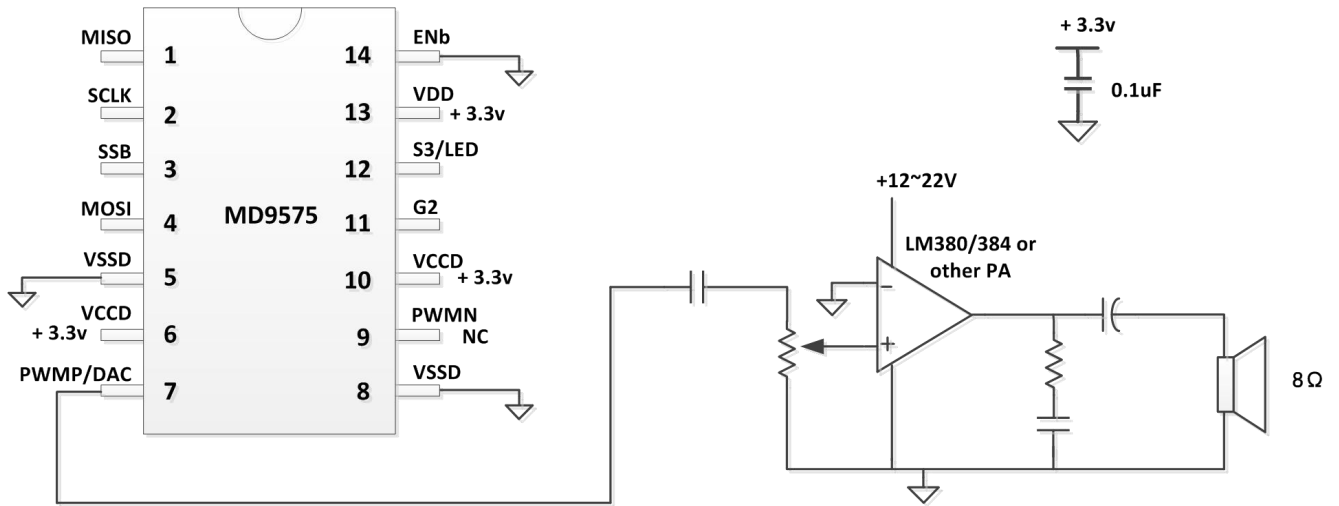 MISO
1
SCLK
2
SSB
3
MOSI
4
VSSD
5
VCCD
+ 3.3v
6
PWMP/DAC
7
MD9575
ENb
14
VDD
13
+ 3.3v
S3/LED
12
G2
11
VCCD
10
+ 3.3v
PWMN
9
NC
VSSD
8
+ 3.3v
0.1uF
+12~22V
LM380/384 or
other PA
−
+
8Ω